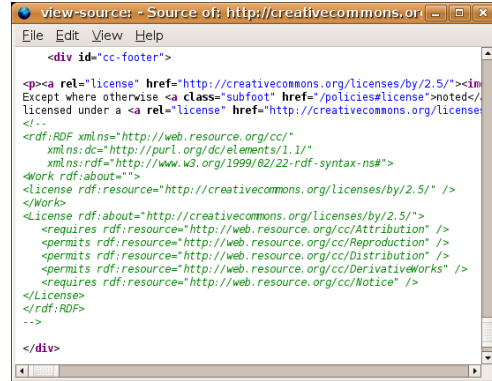 view-source: - Source of: http://creativecommons.or
File Edit View Help
<div id="cc-footer">
<p><a rel="license" href="http://creativecommons.org/licenses/by/2.5/"><im
Except where otherwise <a class="subfoot" href="/policies#license">noted</
licensed under a <a rel="license" href="http://creativecommons.org/licenses
<!--
<rdf:RDF xmlns="http://web.resource.org/cc/"
xmlns:dc="http://purl.org/dc/elements/1.1/"
xmlns:rdf="http://www.w3.org/1999/02/22-rdf-syntax-ns#">
<Work rdf:about="">
<license rdf:resource="http://creativecommons.org/licenses/by/2.5/" />
</Work>
<License rdf:about="http://creativecommons.org/licenses/by/2.5/">
<requires rdf:resource="http://web.resource.org/cc/Attribution" />
<permits rdf:resource="http://web.resource.org/cc/Reproduction" />
<permits rdf:resource="http://web.resource.org/cc/Distribution" />
<permits rdf:resource="http://web.resource.org/cc/DerivativeWorks" />
<requires rdf:resource="http://web.resource.org/cc/Notice" />
</License>
</rdf:RDF>
-->
</div>